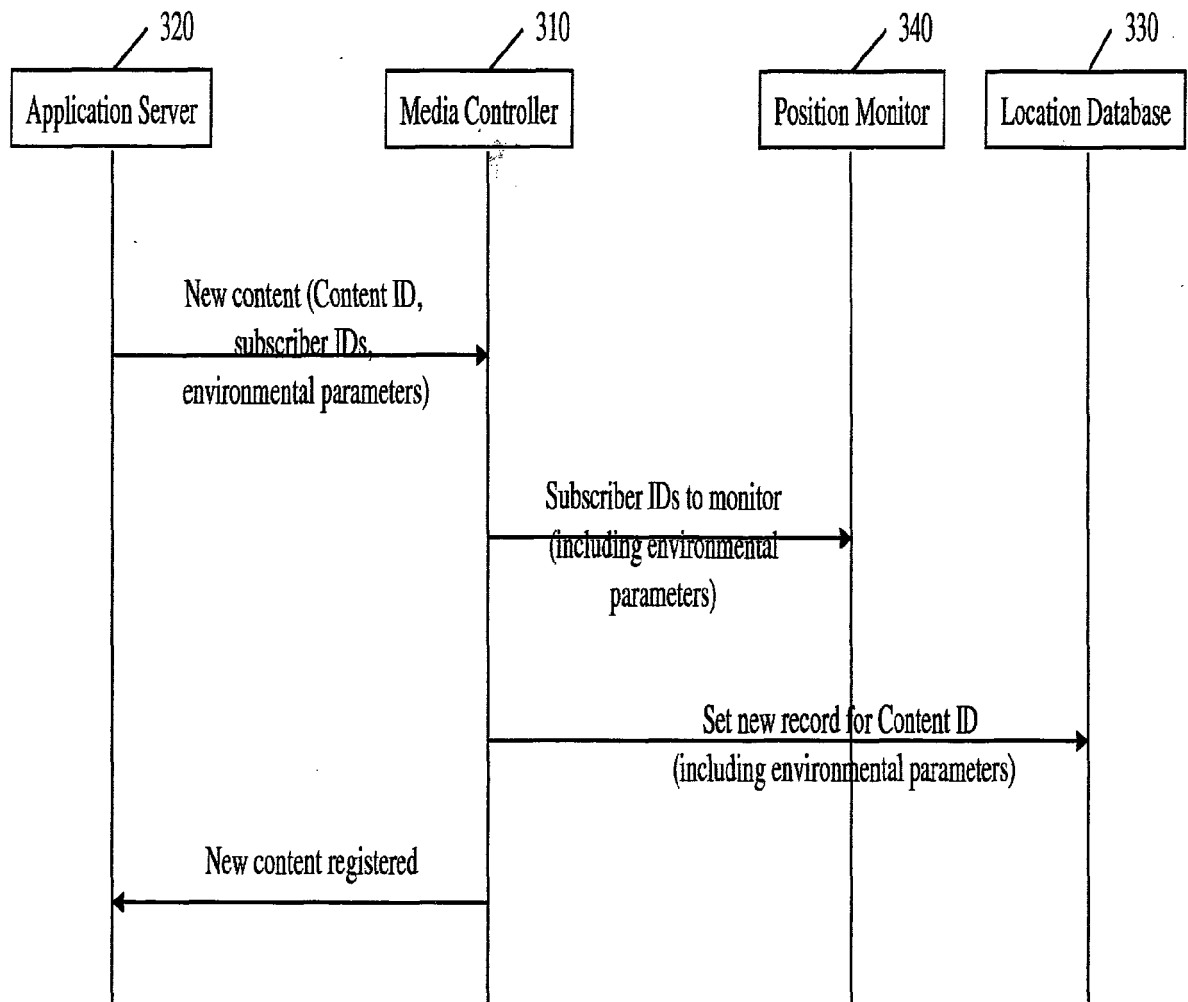 320
310
340
330
Application Server
Media Controller
Position Monitor
Location Database
New content (Content ID,
subscriber IDs,
environmental parameters)
Subscriber IDs to monitor
(including environmental
parameters)
Set new record for Content ID
(including environmental parameters)
New content registered